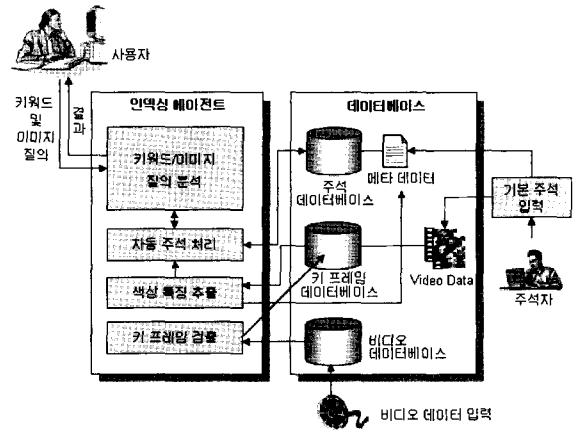 사용자
키워드
및
이미지
질의
결과
인덱싱 에이전트
키워드/이미지
질의 분석
자동 주석 처리
색상 특징 추출
키 프레임 검출
데이터베이스
주석
데이터베이스
메타 데이터
키 프레임
데이터베이스
Video Data
비디오
데이터베이스
기본 주석
입력
주석자
비디오 데이터 입력